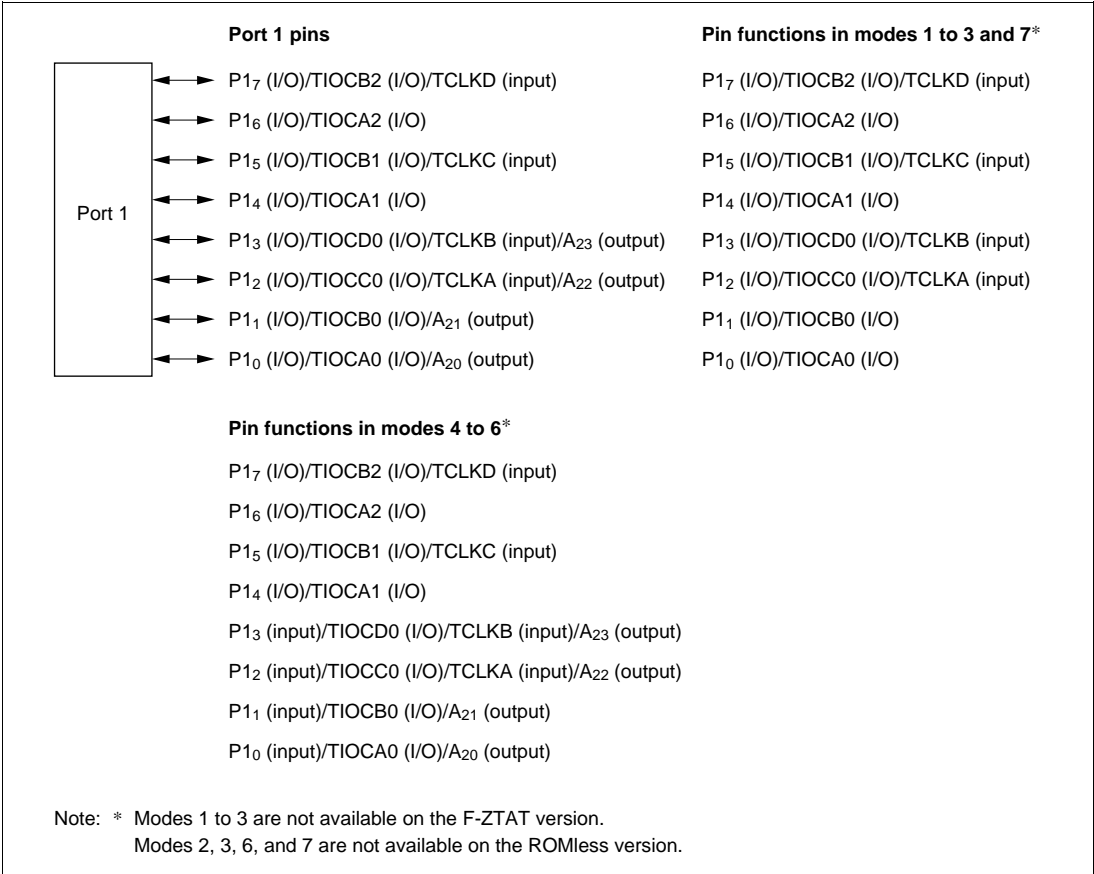 Port 1 pins
Pin functions in modes 1 to 3 and 7*
Port 1
P1₇ (I/O)/TIOCB2 (I/O)/TCLKD (input)
P1₇ (I/O)/TIOCB2 (I/O)/TCLKD (input)
P1₆ (I/O)/TIOCA2 (I/O)
P1₆ (I/O)/TIOCA2 (I/O)
P1₅ (I/O)/TIOCB1 (I/O)/TCLKC (input)
P1₅ (I/O)/TIOCB1 (I/O)/TCLKC (input)
P1₄ (I/O)/TIOCA1 (I/O)
P1₄ (I/O)/TIOCA1 (I/O)
P1₃ (I/O)/TIOCD0 (I/O)/TCLKB (input)/A₂₃ (output)
P1₃ (I/O)/TIOCD0 (I/O)/TCLKB (input)
P1₂ (I/O)/TIOCC0 (I/O)/TCLKA (input)/A₂₂ (output)
P1₂ (I/O)/TIOCC0 (I/O)/TCLKA (input)
P1₁ (I/O)/TIOCB0 (I/O)/A₂₁ (output)
P1₁ (I/O)/TIOCB0 (I/O)
P1₀ (I/O)/TIOCA0 (I/O)/A₂₀ (output)
P1₀ (I/O)/TIOCA0 (I/O)
Pin functions in modes 4 to 6*
P1₇ (I/O)/TIOCB2 (I/O)/TCLKD (input)
P1₆ (I/O)/TIOCA2 (I/O)
P1₅ (I/O)/TIOCB1 (I/O)/TCLKC (input)
P1₄ (I/O)/TIOCA1 (I/O)
P1₃ (input)/TIOCD0 (I/O)/TCLKB (input)/A₂₃ (output)
P1₂ (input)/TIOCC0 (I/O)/TCLKA (input)/A₂₂ (output)
P1₁ (input)/TIOCB0 (I/O)/A₂₁ (output)
P1₀ (input)/TIOCA0 (I/O)/A₂₀ (output)
Note: * Modes 1 to 3 are not available on the F-ZTAT version.
Modes 2, 3, 6, and 7 are not available on the ROMless version.